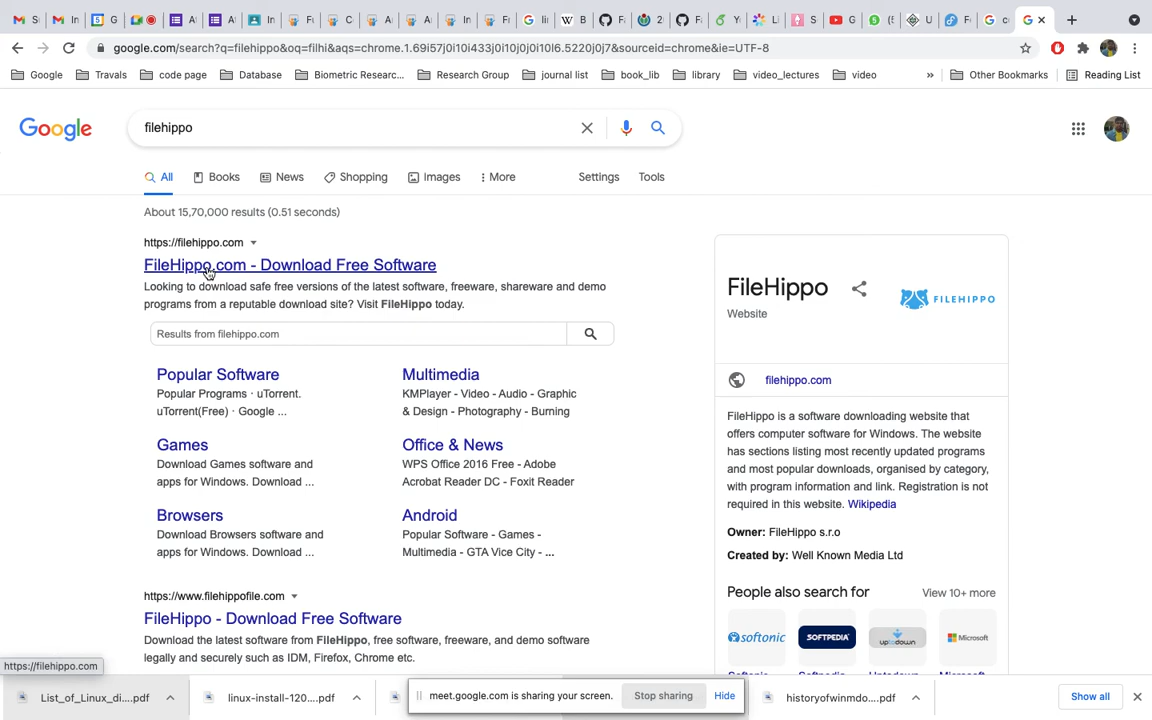 S In G A A In Fu C A A In Fr lii B F 2 F Yo Li S G (5 U Fe c G
google.com/search?q=filehippo&oq=filhi&aqs=chrome.1.69i57j0i10i433j0i10j0j0i10l6.5220j0j7&sourceid=chrome&ie=UTF-8
Google Travals code page Database Biometric Researc... Research Group journal list book_lib library video_lectures video » Other Bookmarks Reading List
Google
filehippo
All Books News Shopping Images More Settings Tools
About 15,70,000 results (0.51 seconds)
https://filehippo.com
FileHippo.com - Download Free Software
Looking to download safe free versions of the latest software, freeware, shareware and demo
programs from a reputable download site? Visit FileHippo today.
Results from filehippo.com
Popular Software
Popular Programs · uTorrent.
uTorrent(Free) · Google ...
Multimedia
KMPlayer - Video - Audio - Graphic
& Design - Photography - Burning
Games
Download Games software and
apps for Windows. Download ...
Office & News
WPS Office 2016 Free - Adobe
Acrobat Reader DC - Foxit Reader
Browsers
Download Browsers software and
apps for Windows. Download ...
Android
Popular Software - Games -
Multimedia - GTA Vice City - ...
https://www.filehippofile.com
FileHippo - Download Free Software
Download the latest software from FileHippo, free software, freeware, and demo software
legally and securely such as IDM, Firefox, Chrome etc.
FileHippo
Website
FILEHIPPO
filehippo.com
FileHippo is a software downloading website that
offers computer software for Windows. The website
has sections listing most recently updated programs
and most popular downloads, organised by category,
with program information and link. Registration is not
required in this website. Wikipedia
Owner: FileHippo s.r.o
Created by: Well Known Media Ltd
People also search for View 10+ more
softonic SOFTPEDIA uptodown Microsoft
https://filehippo.com
List_of_Linux_di....pdf linux-install-120....pdf meet.google.com is sharing your screen. Stop sharing Hide historyofwinmdo....pdf Show all